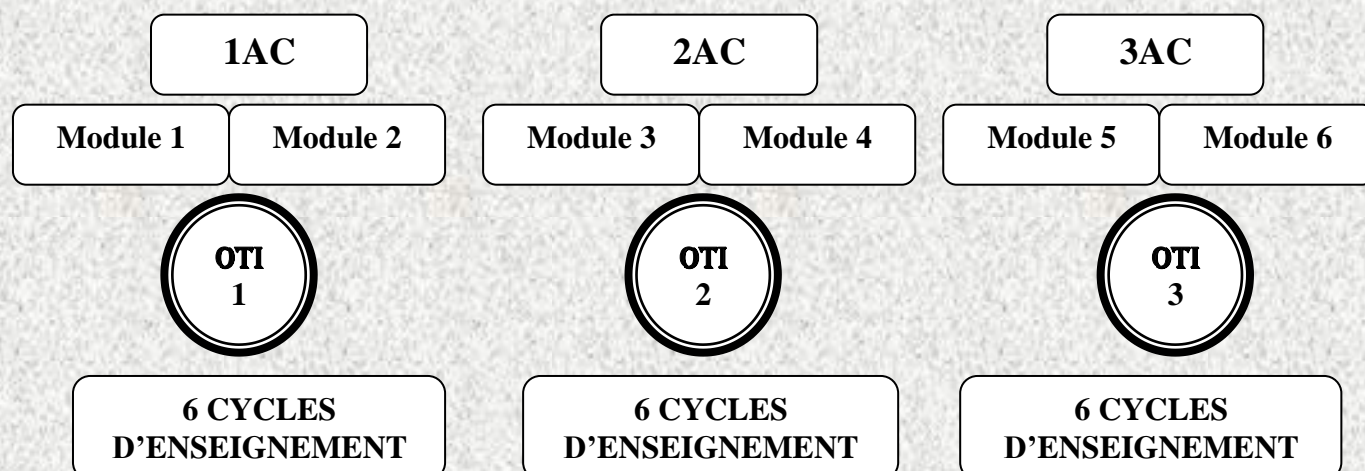 1AC
2AC
3AC
Module 1
Module 2
Module 3
Module 4
Module 5
Module 6
OTI
1
OTI
2
OTI
3
6 CYCLES
D’ENSEIGNEMENT
6 CYCLES
D’ENSEIGNEMENT
6 CYCLES
D’ENSEIGNEMENT